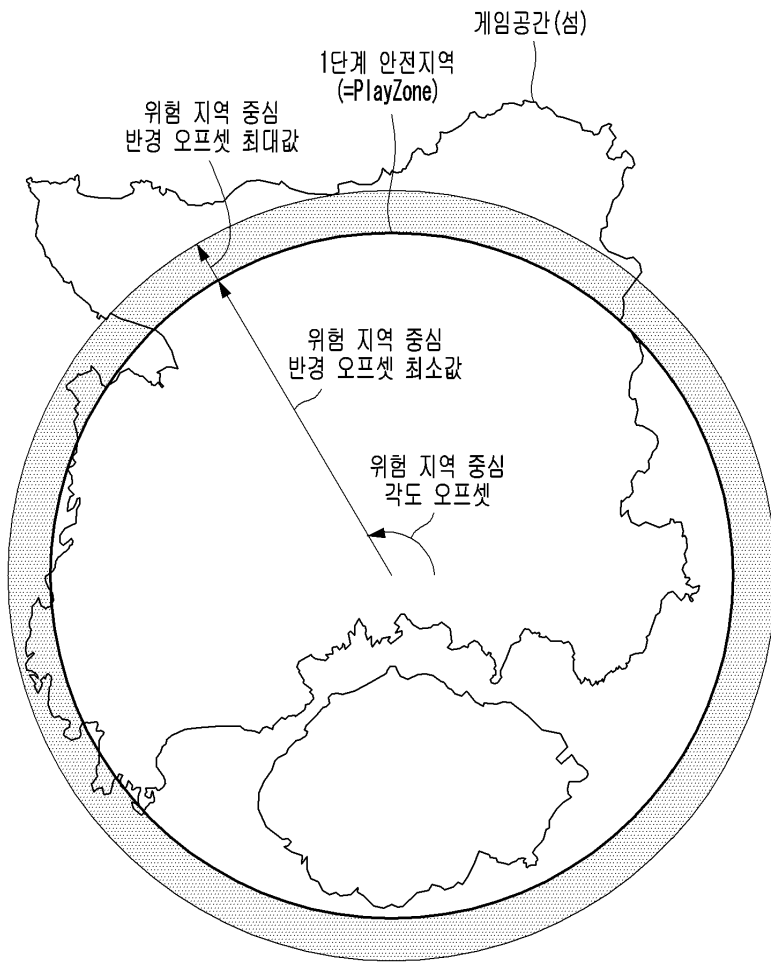 게임공간(섬)
1단계 안전지역
(=PlayZone)
위험 지역 중심
반경 오프셋 최대값
위험 지역 중심
반경 오프셋 최소값
위험 지역 중심
각도 오프셋